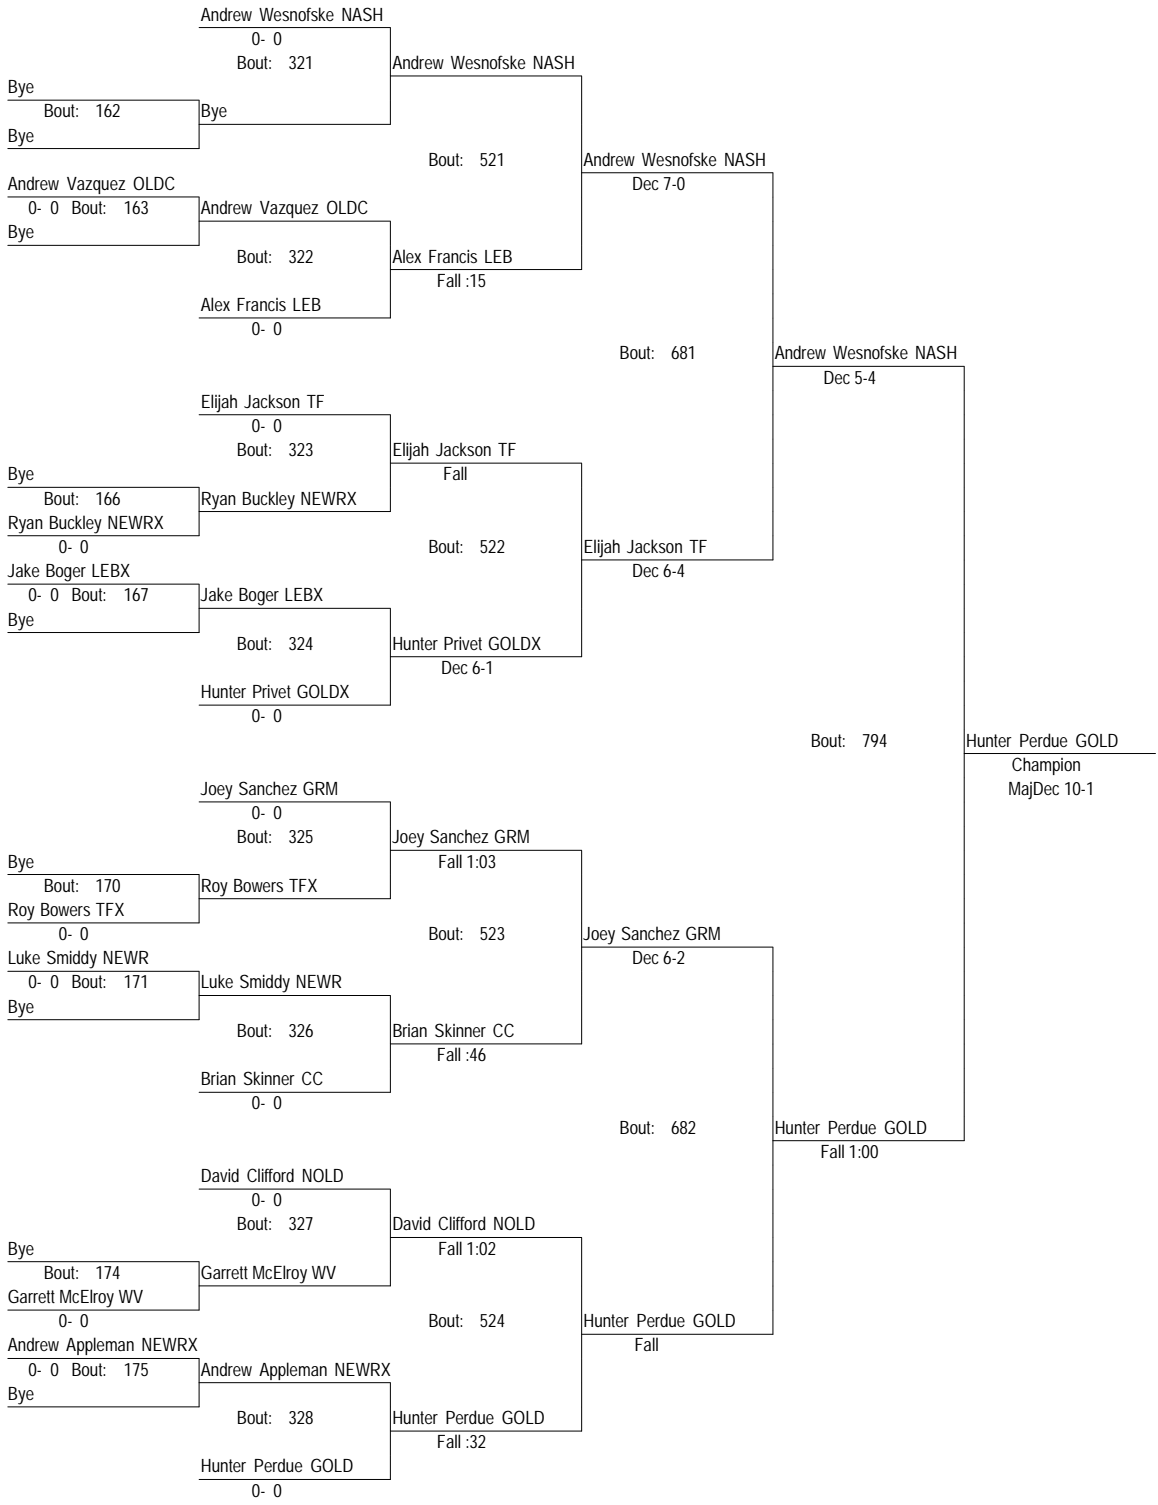 Andrew Wesnofske NASH
0- 0
Bout: 321
Andrew Wesnofske NASH
Bye
Bout: 162
Bye
Bye
Bout: 521
Andrew Wesnofske NASH
Dec 7-0
Andrew Vazquez OLDC
0- 0 Bout: 163
Andrew Vazquez OLDC
Bye
Bout: 322
Alex Francis LEB
Fall :15
Alex Francis LEB
0- 0
Bout: 681
Andrew Wesnofske NASH
Dec 5-4
Elijah Jackson TF
0- 0
Bout: 323
Elijah Jackson TF
Fall
Bye
Bout: 166
Ryan Buckley NEWRX
Ryan Buckley NEWRX
0- 0
Bout: 522
Elijah Jackson TF
Dec 6-4
Jake Boger LEBX
0- 0 Bout: 167
Jake Boger LEBX
Bye
Bout: 324
Hunter Privet GOLDX
Dec 6-1
Hunter Privet GOLDX
0- 0
Bout: 794
Hunter Perdue GOLD
Champion
MajDec 10-1
Joey Sanchez GRM
0- 0
Bout: 325
Joey Sanchez GRM
Fall 1:03
Bye
Bout: 170
Roy Bowers TFX
Roy Bowers TFX
0- 0
Bout: 523
Joey Sanchez GRM
Dec 6-2
Luke Smiddy NEWR
0- 0 Bout: 171
Luke Smiddy NEWR
Bye
Bout: 326
Brian Skinner CC
Fall :46
Brian Skinner CC
0- 0
Bout: 682
Hunter Perdue GOLD
Fall 1:00
David Clifford NOLD
0- 0
Bout: 327
David Clifford NOLD
Fall 1:02
Bye
Bout: 174
Garrett McElroy WV
Garrett McElroy WV
0- 0
Bout: 524
Hunter Perdue GOLD
Fall
Andrew Appleman NEWRX
0- 0 Bout: 175
Andrew Appleman NEWRX
Bye
Bout: 328
Hunter Perdue GOLD
Fall :32
Hunter Perdue GOLD
0- 0